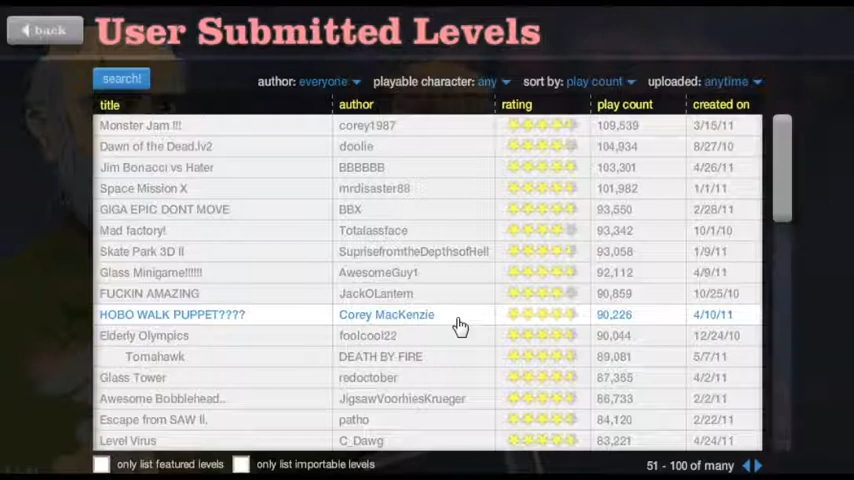 back User Submitted Levels
search! author: everyone playable character: any sort by: play count uploaded: anytime
title author rating play count created on
Monster Jam !!! corey1987 109,539 3/15/11
Dawn of the Dead.lv2 doolie 104,934 8/27/10
Jim Bonacci vs Hater BBBBBB 103,301 4/26/11
Space Mission X mrdisaster88 101,982 1/1/11
GIGA EPIC DONT MOVE BBX 93,550 2/28/11
Mad factory! Totalassface 93,342 10/1/10
Skate Park 3D II SuprisefromtheDepthsofHell 93,058 1/9/11
Glass Minigame!!!!!! AwesomeGuy1 92,112 4/9/11
FUCKIN AMAZING JackOLantern 90,859 10/25/10
HOBO WALK PUPPET???? Corey MacKenzie 90,226 4/10/11
Elderly Olympics foolcool22 90,044 12/24/10
Tomahawk DEATH BY FIRE 89,081 5/7/11
Glass Tower redoctober 87,355 4/2/11
Awesome Bobblehead.. JigsawVoorhiesKrueger 86,733 2/2/11
Escape from SAW II. patho 84,120 2/22/11
Level Virus C_Dawg 83,221 4/24/11
only list featured levels only list importable levels 51 - 100 of many